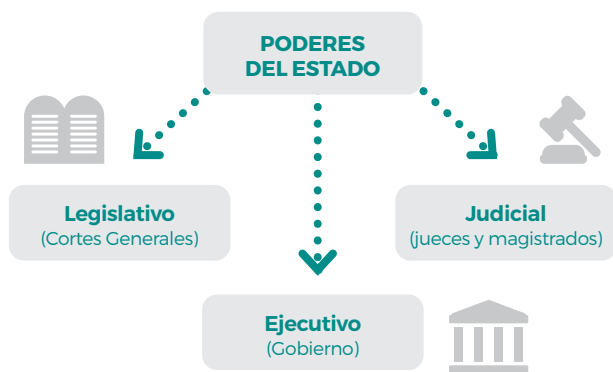 PODERES
DEL ESTADO
Legislativo
(Cortes Generales)
Judicial
(jueces y magistrados)
Ejecutivo
(Gobierno)